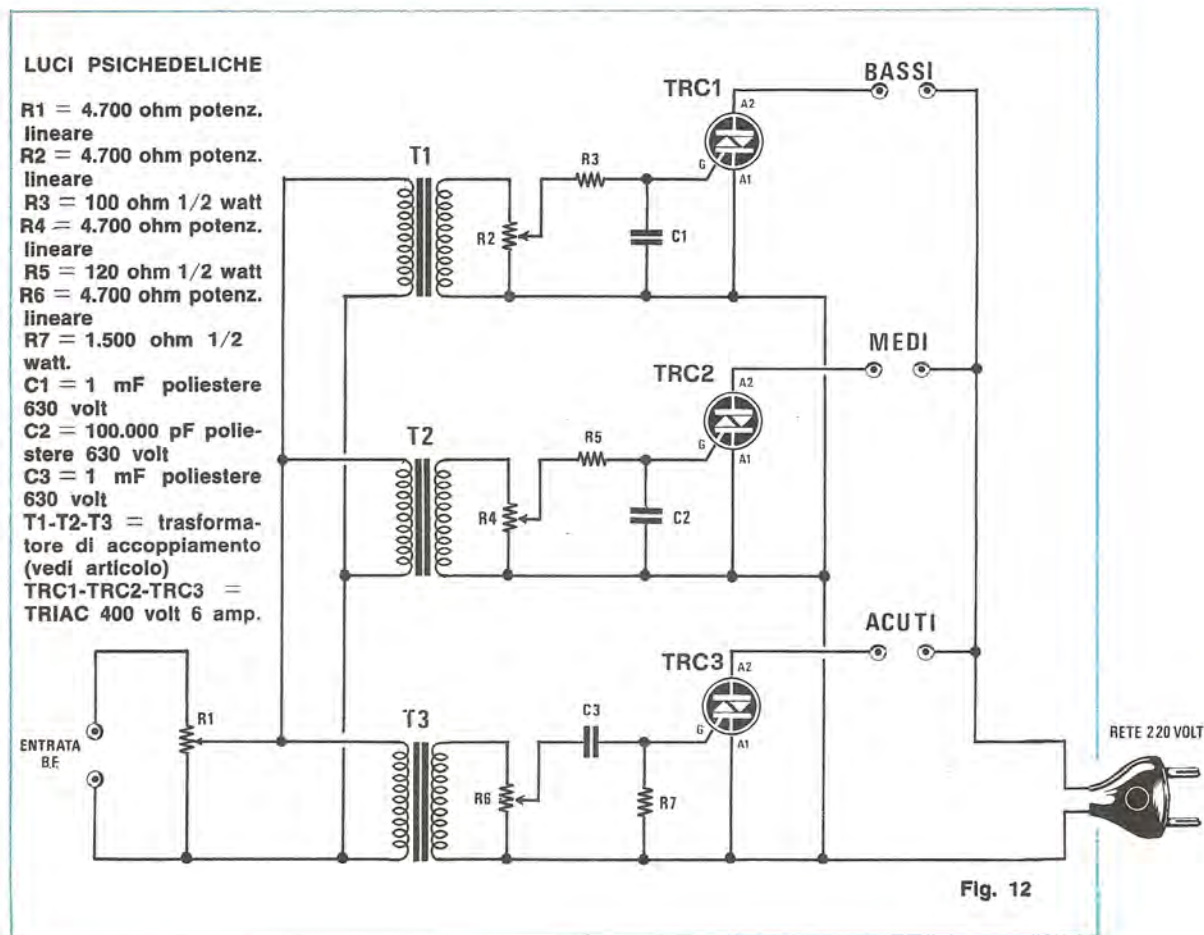 LUCI PSICHEDELICHE
R1 = 4.700 ohm potenz.
lineare
R2 = 4.700 ohm potenz.
lineare
R3 = 100 ohm 1/2 watt
R4 = 4.700 ohm potenz.
lineare
R5 = 120 ohm 1/2 watt
R6 = 4.700 ohm potenz.
lineare
R7 = 1.500 ohm 1/2
watt.
C1 = 1 mF poliestere
630 volt
C2 = 100.000 pF polie-
stere 630 volt
C3 = 1 mF poliestere
630 volt
T1-T2-T3 = trasforma-
tore di accoppiamento
(vedi articolo)
TRC1-TRC2-TRC3 =
TRIAC 400 volt 6 amp.
BASSI
TRC1
A2
T1
R3
G
A1
R2
C1
MEDI
TRC2
A2
T2
R5
G
A1
R4
C2
ACUTI
TRC3
A2
T3
C3
G
A1
R1
ENTRATA
B.F.
R6
R7
RETE 220 VOLT
Fig. 12